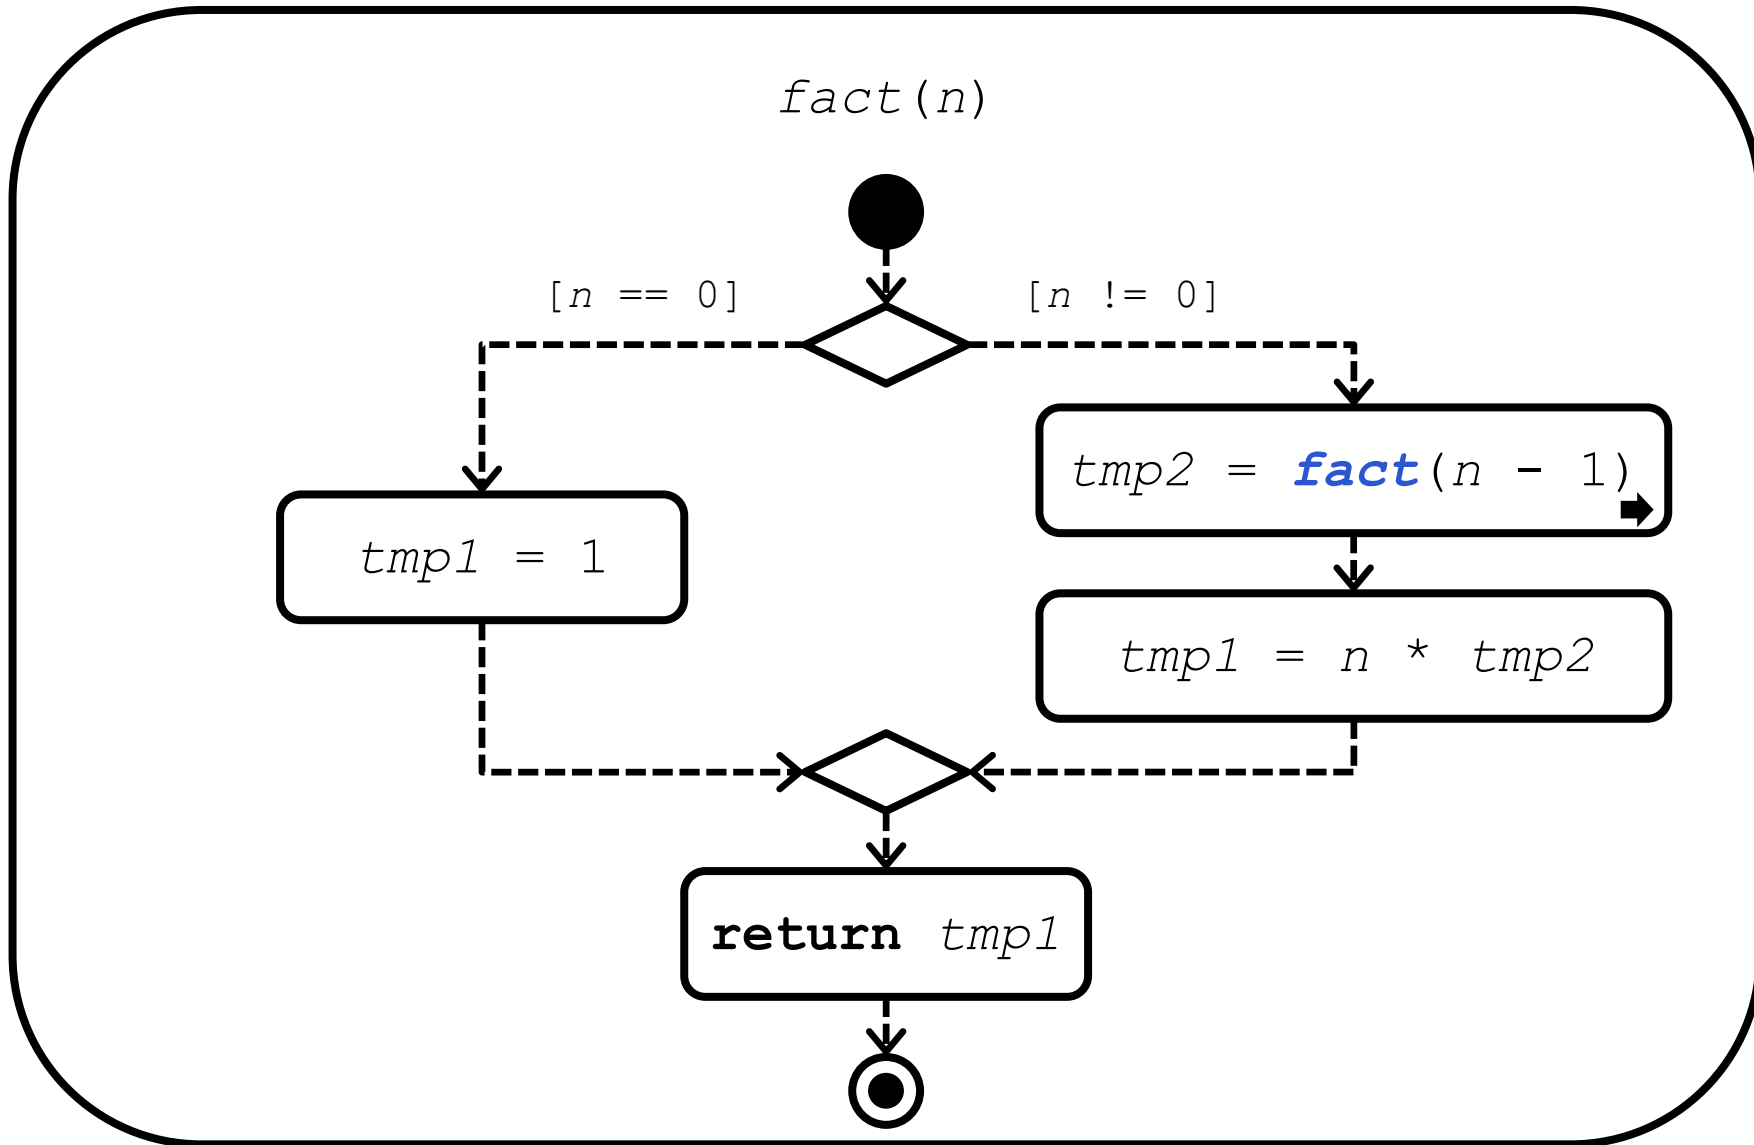 fact(n)
[n == 0]
[n != 0]
tmp2 = fact(n - 1)
tmp1 = 1
tmp1 = n * tmp2
return tmp1